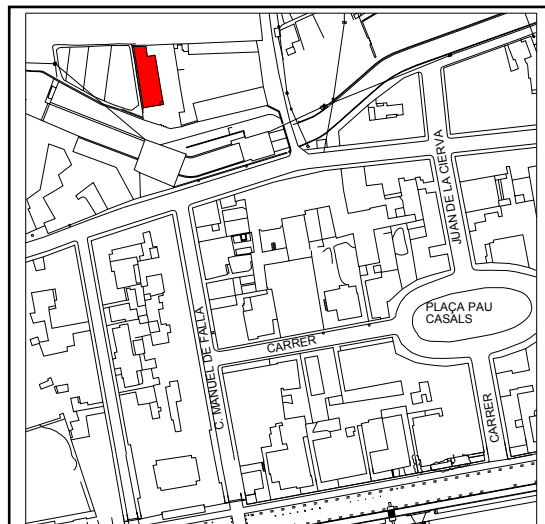 JUAN DE LA CIERVA
PLAÇA PAU
CASALS
C. MANUEL DE FALLA
CARRER
CARRER